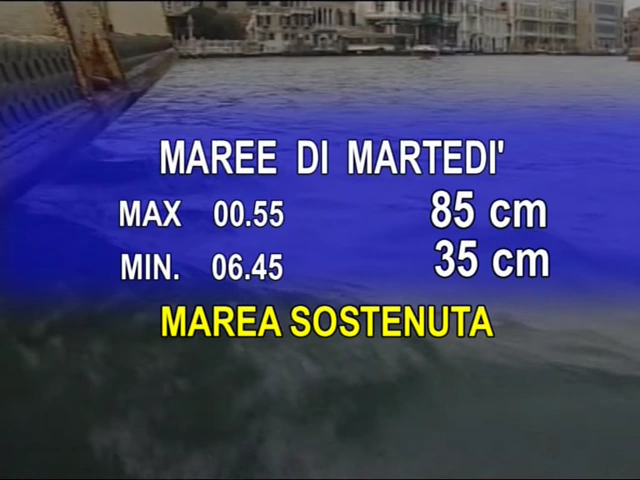 MAREE DI MARTEDI'
MAX 00.55 85 cm
MIN. 06.45 35 cm
MAREA SOSTENUTA